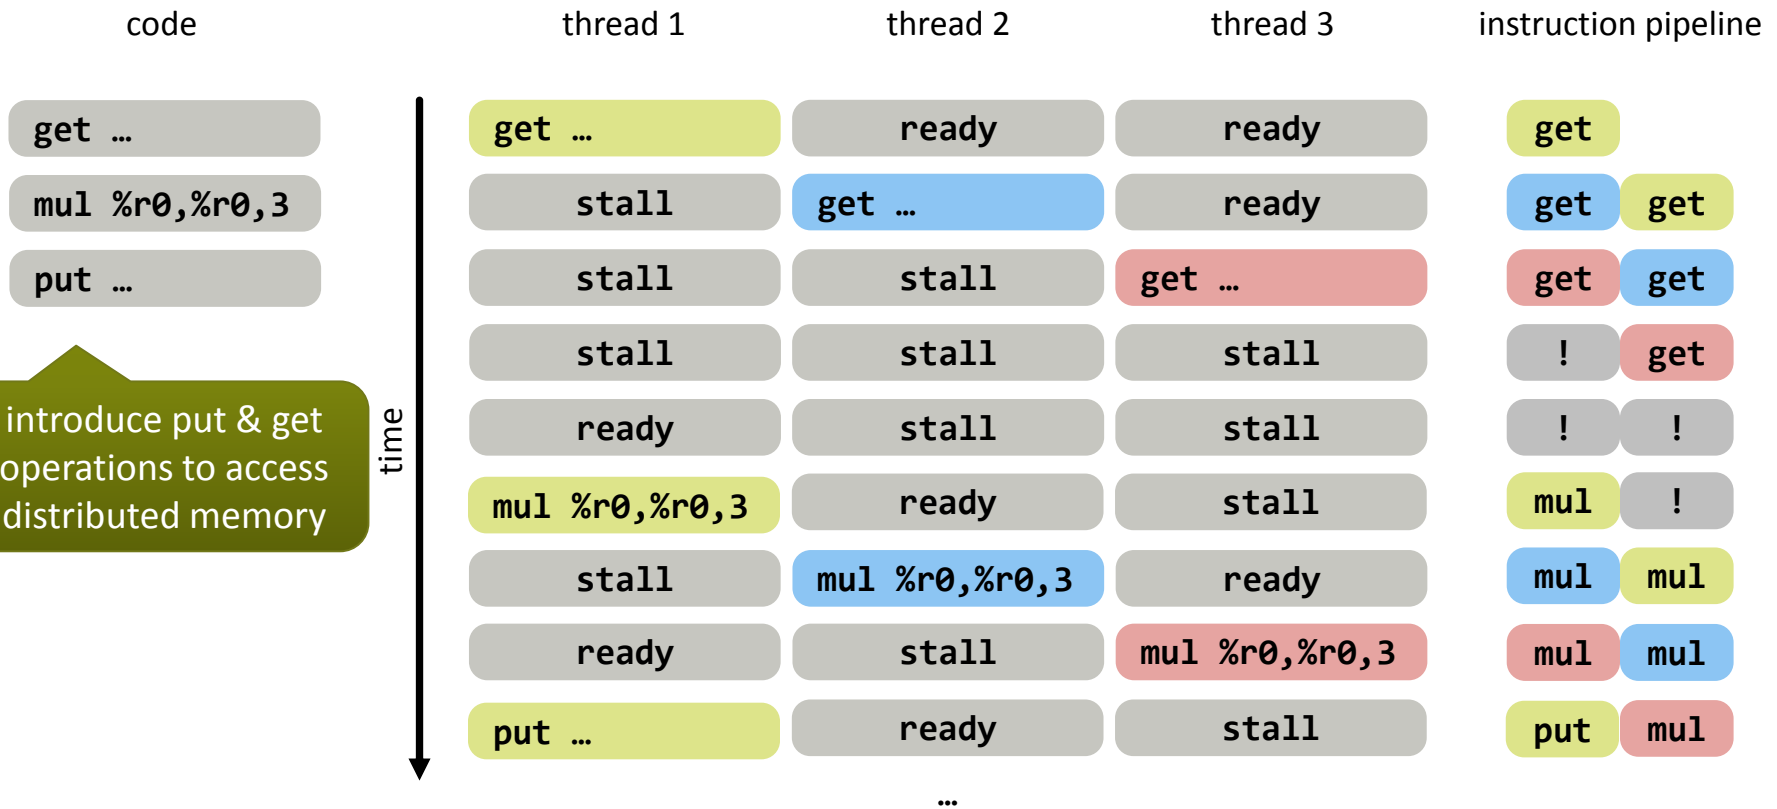 code thread 1 thread 2 thread 3 instruction pipeline
get … get … ready ready get
mul %r0,%r0,3 stall get … ready get get
put … stall stall get … get get
stall stall stall ! get
introduce put & get
operations to access
distributed memory
time
ready stall stall ! !
mul %r0,%r0,3 ready stall mul !
stall mul %r0,%r0,3 ready mul mul
ready stall mul %r0,%r0,3 mul mul
put … ready stall put mul
…